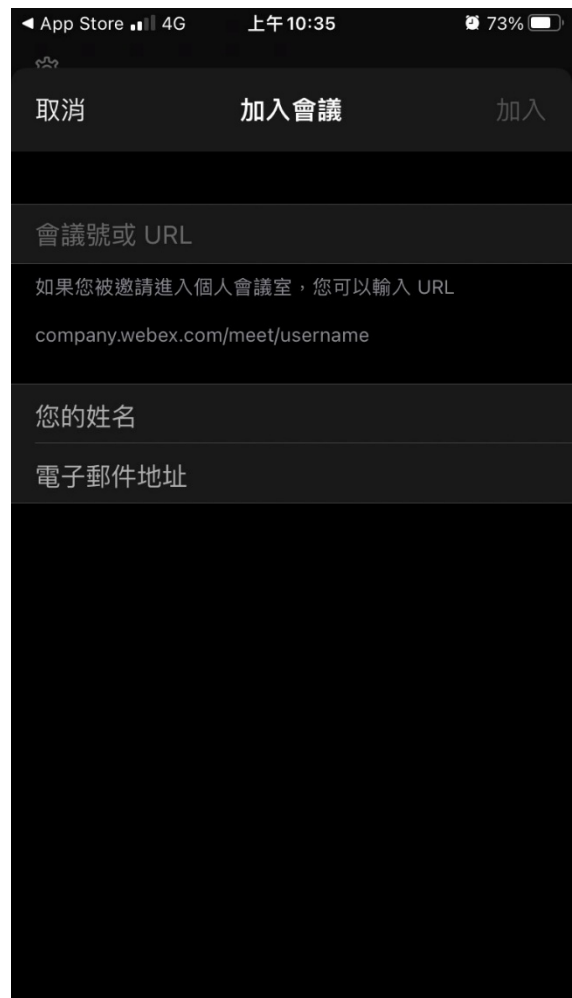 ◀ App Store 4G 上午10:35 73%
取消 加入會議 加入
會議號或 URL
如果您被邀請進入個人會議室，您可以輸入 URL
company.webex.com/meet/username
您的姓名
電子郵件地址